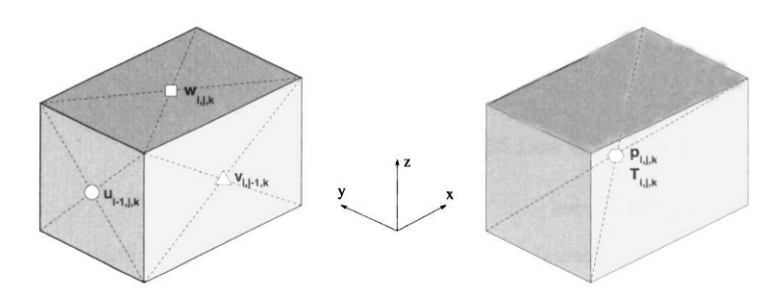 w i,j,k
u i-1,j,k
v i,j-1,k
z
y
x
p i,j,k
T i,j,k